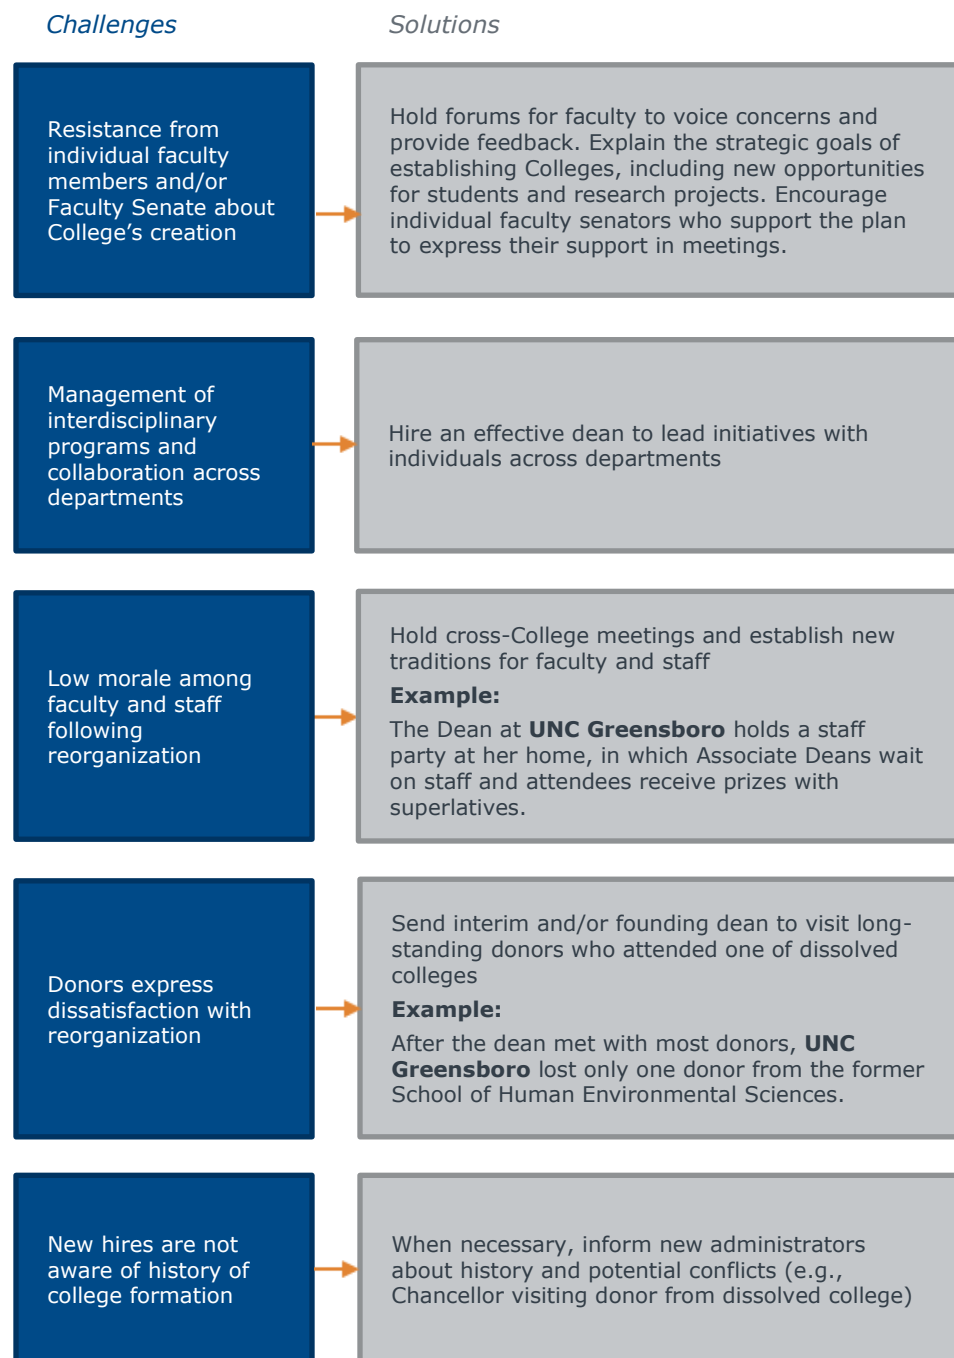 Challenges
Solutions
Resistance from
individual faculty
members and/or
Faculty Senate about
College’s creation
Hold forums for faculty to voice concerns and
provide feedback. Explain the strategic goals of
establishing Colleges, including new opportunities
for students and research projects. Encourage
individual faculty senators who support the plan
to express their support in meetings.
Management of
interdisciplinary
programs and
collaboration across
departments
Hire an effective dean to lead initiatives with
individuals across departments
Low morale among
faculty and staff
following
reorganization
Hold cross-College meetings and establish new
traditions for faculty and staff
Example:
The Dean at UNC Greensboro holds a staff
party at her home, in which Associate Deans wait
on staff and attendees receive prizes with
superlatives.
Donors express
dissatisfaction with
reorganization
Send interim and/or founding dean to visit long-
standing donors who attended one of dissolved
colleges
Example:
After the dean met with most donors, UNC
Greensboro lost only one donor from the former
School of Human Environmental Sciences.
New hires are not
aware of history of
college formation
When necessary, inform new administrators
about history and potential conflicts (e.g.,
Chancellor visiting donor from dissolved college)